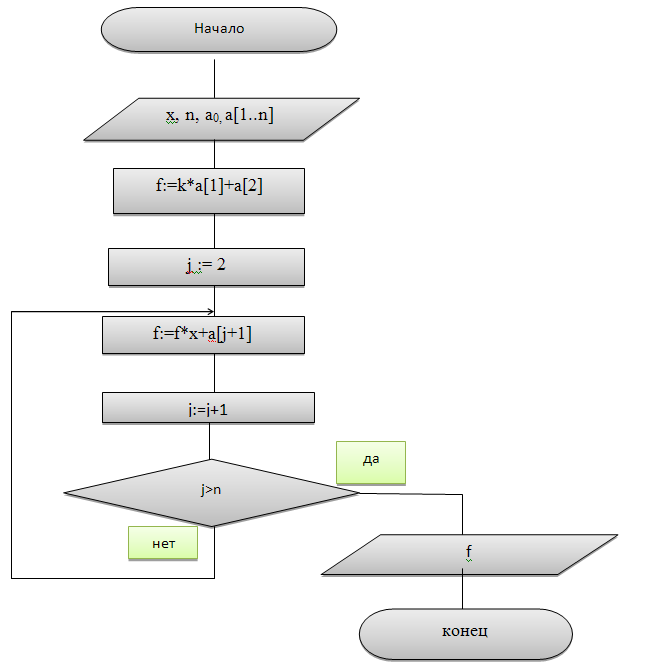 Начало
x, n, a0, a[1..n]
f:=k*a[1]+a[2]
j := 2
f:=f*x+a[j+1]
j:=j+1
да
j>n
нет
f
конец